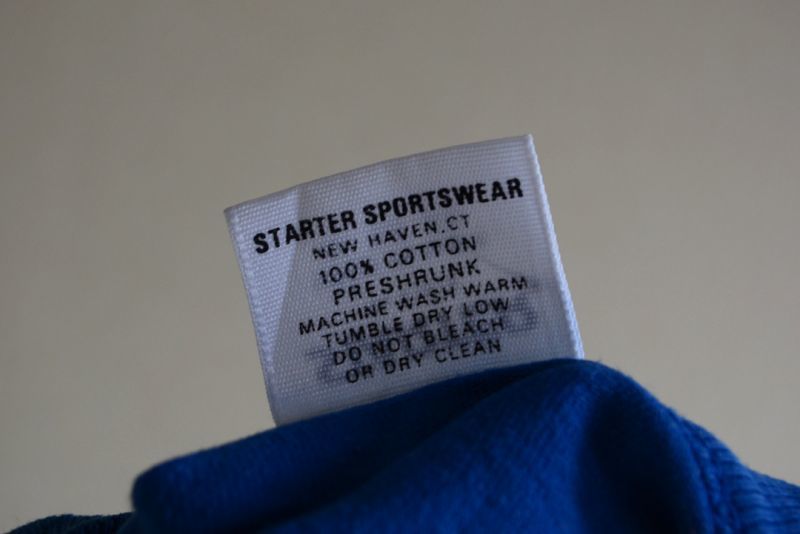 STARTER SPORTSWEAR
NEW HAVEN.CT
100% COTTON
PRESHRUNK
MACHINE WASH WARM
TUMBLE DRY LOW
DO NOT BLEACH
OR DRY CLEAN